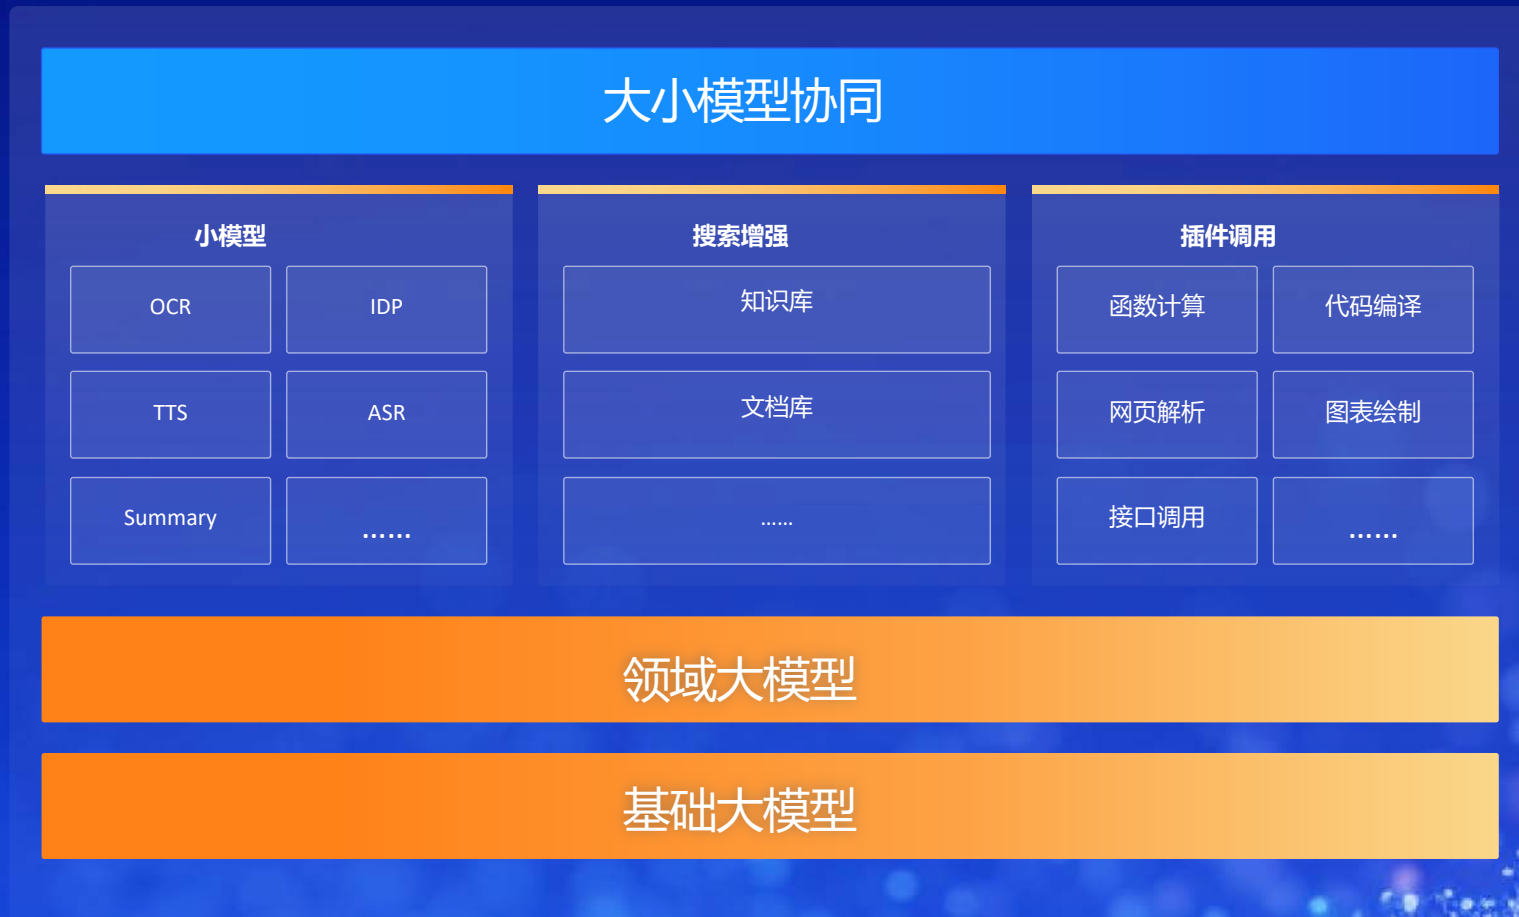 大小模型协同
小模型
OCR
IDP
TTS
ASR
Summary
……
搜索增强
知识库
文档库
……
插件调用
函数计算
代码编译
网页解析
图表绘制
接口调用
……
领域大模型
基础大模型